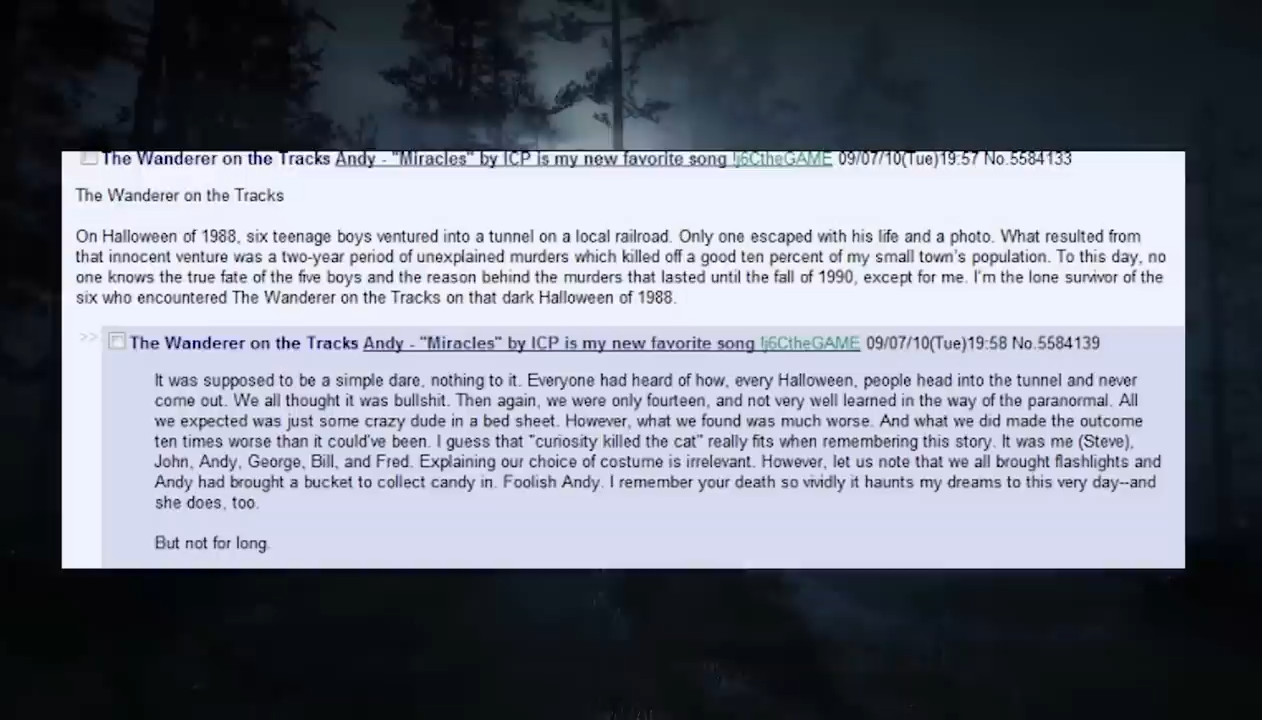 The Wanderer on the Tracks Andy - "Miracles" by ICP is my new favorite song !j6CtheGAME 09/07/10(Tue)19:57 No.5584133
The Wanderer on the Tracks
On Halloween of 1988, six teenage boys ventured into a tunnel on a local railroad. Only one escaped with his life and a photo. What resulted from
that innocent venture was a two-year period of unexplained murders which killed off a good ten percent of my small town's population. To this day, no
one knows the true fate of the five boys and the reason behind the murders that lasted until the fall of 1990, except for me. I'm the lone survivor of the
six who encountered The Wanderer on the Tracks on that dark Halloween of 1988.
>> The Wanderer on the Tracks Andy - "Miracles" by ICP is my new favorite song !j6CtheGAME 09/07/10(Tue)19:58 No.5584139
It was supposed to be a simple dare, nothing to it. Everyone had heard of how, every Halloween, people head into the tunnel and never
come out. We all thought it was bullshit. Then again, we were only fourteen, and not very well learned in the way of the paranormal. All
we expected was just some crazy dude in a bed sheet. However, what we found was much worse. And what we did made the outcome
ten times worse than it could've been. I guess that "curiosity killed the cat" really fits when remembering this story. It was me (Steve),
John, Andy, George, Bill, and Fred. Explaining our choice of costume is irrelevant. However, let us note that we all brought flashlights and
Andy had brought a bucket to collect candy in. Foolish Andy. I remember your death so vividly it haunts my dreams to this very day--and
she does, too.
But not for long.